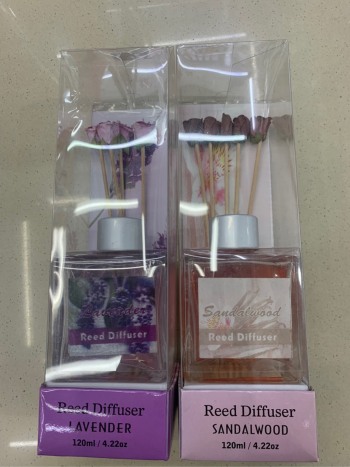 Reed Diffuser
Sandalwood
Reed Diffuser
Reed Diffuser
LAVENDER
120ml / 4.22oz
Reed Diffuser
SANDALWOOD
120ml / 4.22oz